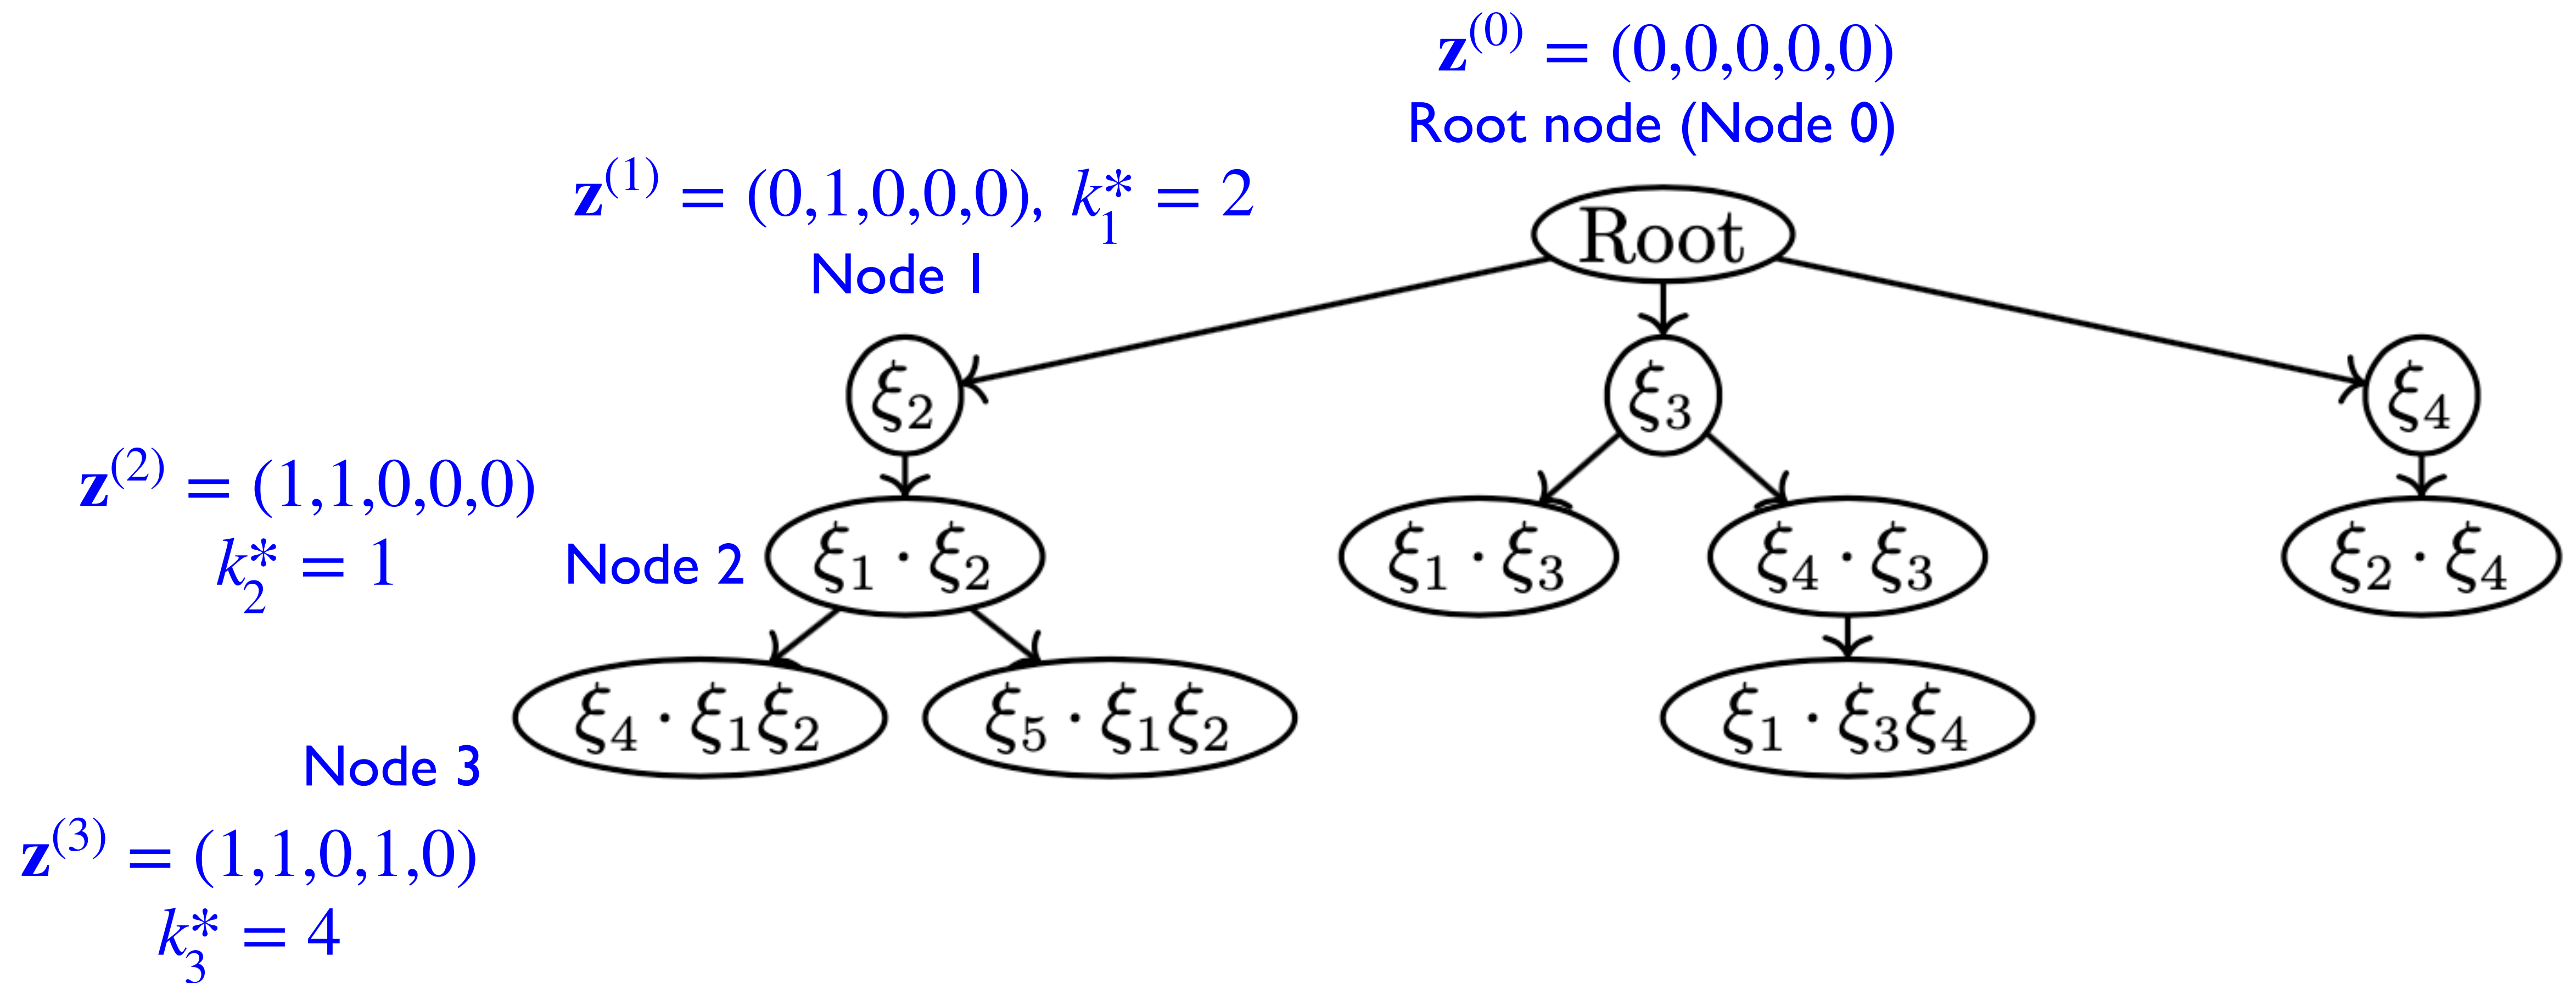 z^(0) = (0,0,0,0,0)
Root node (Node 0)
z^(1) = (0,1,0,0,0), k_1^* = 2
Node 1
Root
ξ_2
ξ_3
ξ_4
z^(2) = (1,1,0,0,0)
k_2^* = 1
Node 2
ξ_1 · ξ_2
ξ_1 · ξ_3
ξ_4 · ξ_3
ξ_2 · ξ_4
ξ_4 · ξ_1ξ_2
ξ_5 · ξ_1ξ_2
ξ_1 · ξ_3ξ_4
Node 3
z^(3) = (1,1,0,1,0)
k_3^* = 4